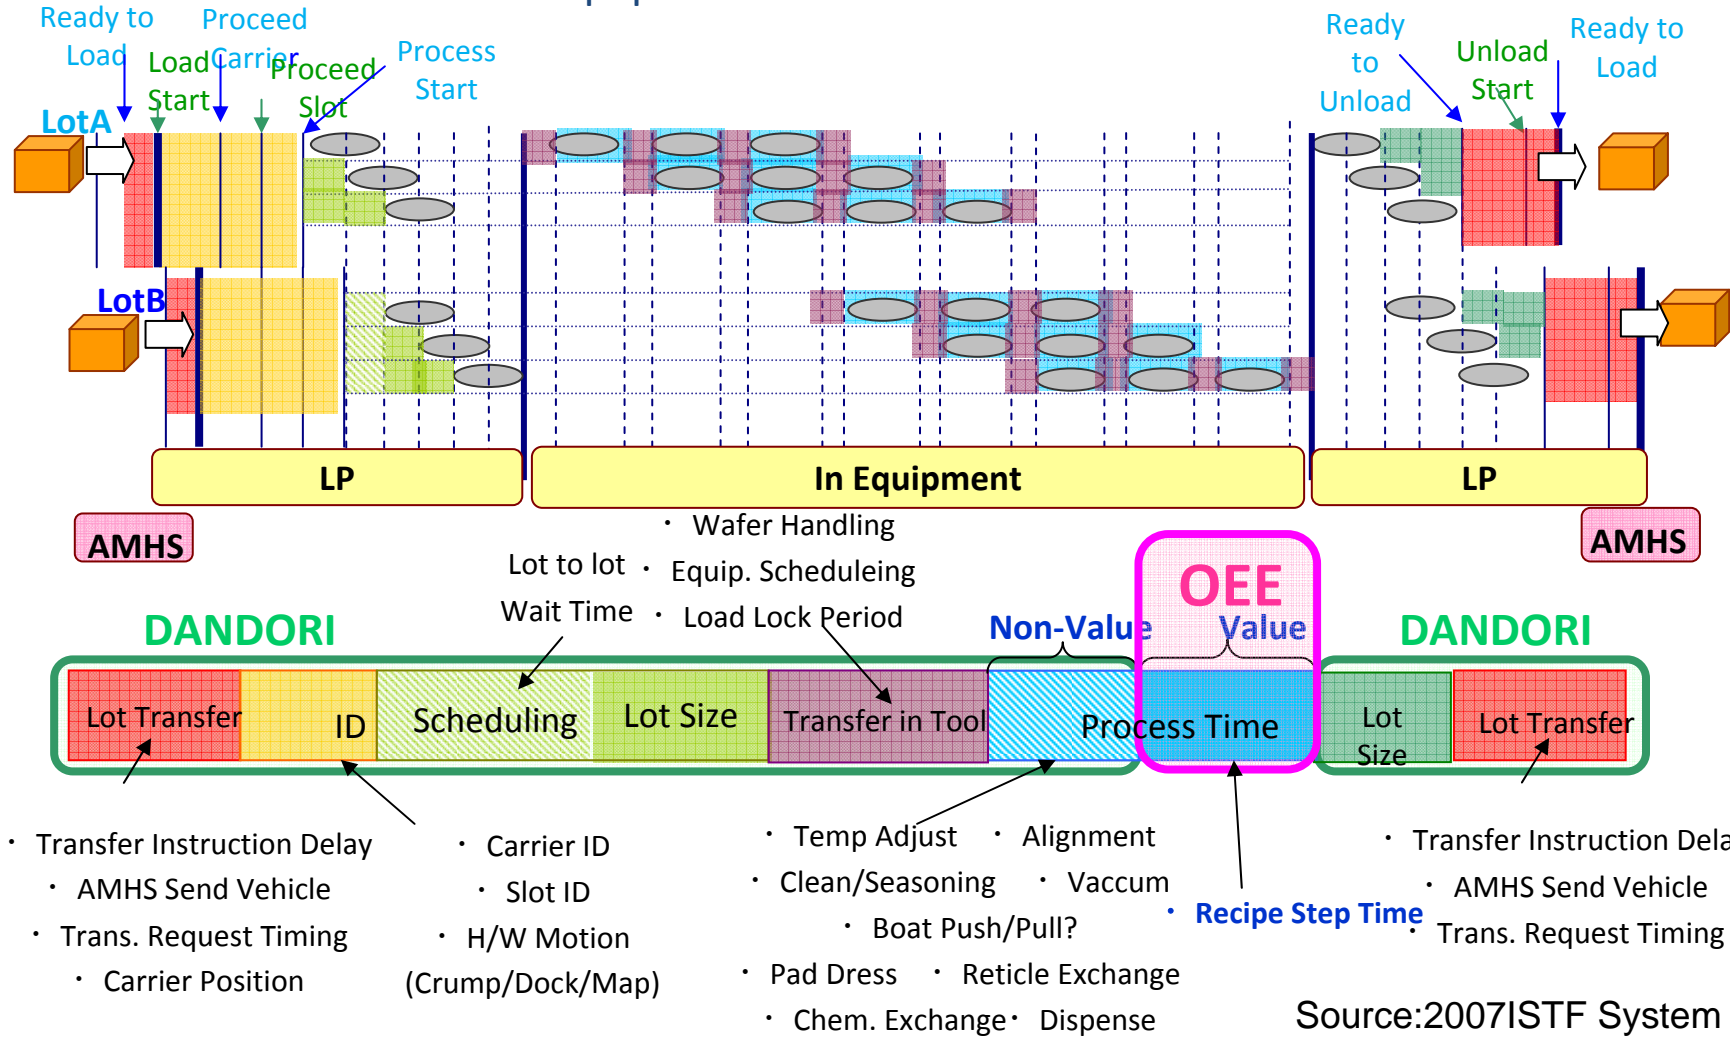 Ready to
Load
Load
Start
Proceed
Carrier
Proceed
Slot
Process
Start
Ready
to
Unload
Unload
Start
Ready to
Load
LotA
LotB
LP
In Equipment
LP
AMHS
AMHS
Lot to lot
Wait Time
・ Wafer Handling
・ Equip. Scheduleing
・ Load Lock Period
OEE
Non-Value
Value
DANDORI
DANDORI
Lot Transfer
ID
Scheduling
Lot Size
Transfer in Tool
Process Time
Lot
Size
Lot Transfer
・ Transfer Instruction Delay
・ AMHS Send Vehicle
・ Trans. Request Timing
・ Carrier Position
・ Carrier ID
・ Slot ID
・ H/W Motion
(Crump/Dock/Map)
・ Temp Adjust ・ Alignment
・ Clean/Seasoning ・ Vaccum
・ Boat Push/Pull?
・ Pad Dress ・ Reticle Exchange
・ Chem. Exchange・ Dispense
・ Recipe Step Time
・ Transfer Instruction Dela
・ AMHS Send Vehicle
・ Trans. Request Timing
Source:2007ISTF System